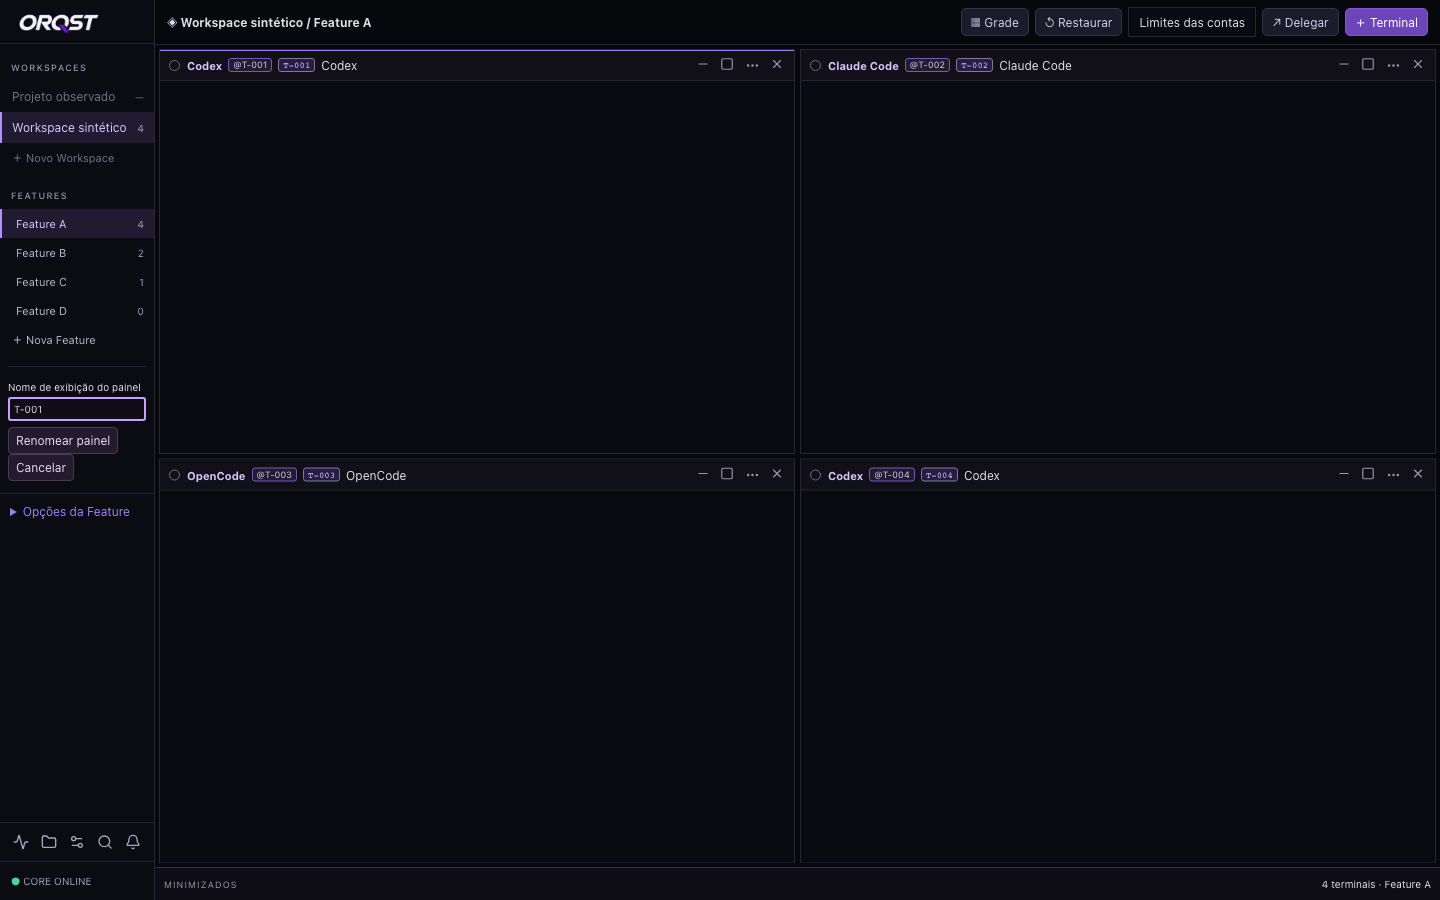 ORQST
◈ Workspace sintético / Feature A
▦ Grade
↺ Restaurar
Limites das contas
↗ Delegar
+ Terminal
WORKSPACES
Projeto observado —
Workspace sintético 4
+ Novo Workspace
FEATURES
Feature A 4
Feature B 2
Feature C 1
Feature D 0
+ Nova Feature
Nome de exibição do painel
T-001
Renomear painel
Cancelar
▶ Opções da Feature
CORE ONLINE
Codex @T-001 T-001 Codex
Claude Code @T-002 T-002 Claude Code
OpenCode @T-003 T-003 OpenCode
Codex @T-004 T-004 Codex
MINIMIZADOS
4 terminais · Feature A